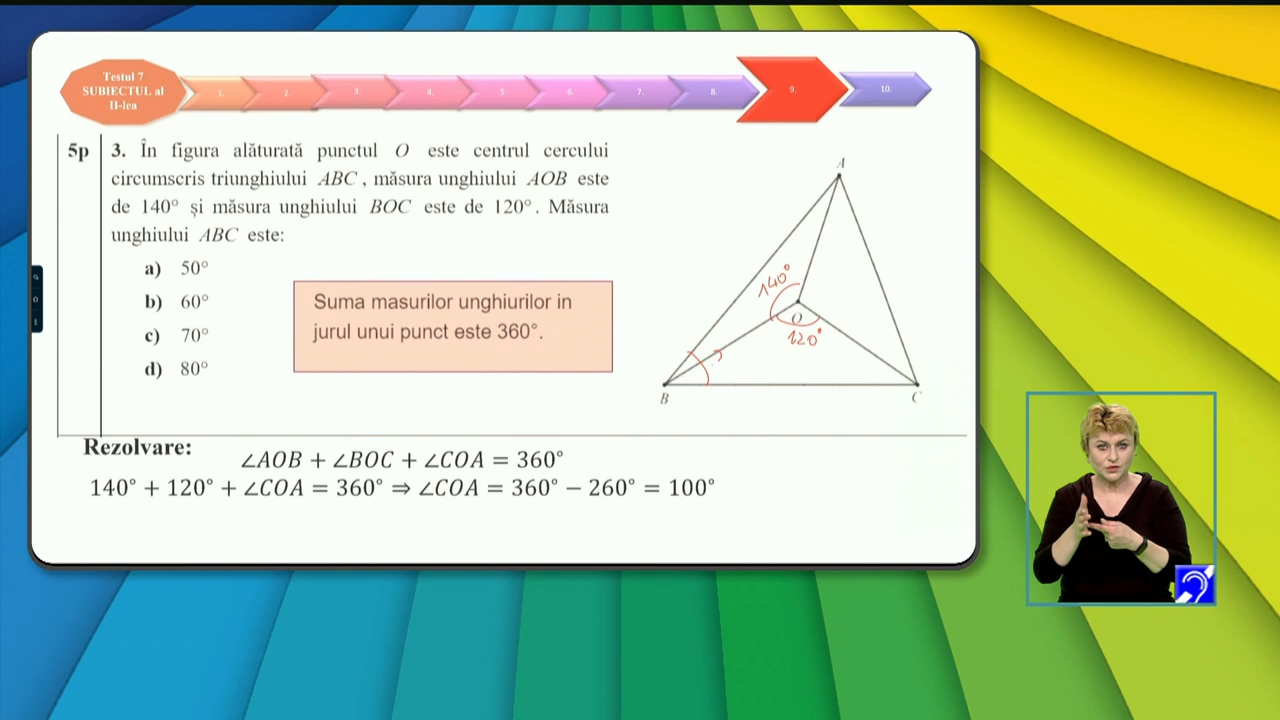 Testul 7
SUBIECTUL al
II-lea
1.
2.
3.
4.
5.
6.
7.
8.
9.
10.
5p
3. În figura alăturată punctul O este centrul cercului
circumscris triunghiului ABC , măsura unghiului AOB este
de 140° și măsura unghiului BOC este de 120°. Măsura
unghiului ABC este:
a) 50°
b) 60°
c) 70°
d) 80°
Suma masurilor unghiurilor in
jurul unui punct este 360°.
A
140°
O
120°
?
B
C
Rezolvare:
∠AOB + ∠BOC + ∠COA = 360°
140° + 120° + ∠COA = 360° ⇒ ∠COA = 360° − 260° = 100°